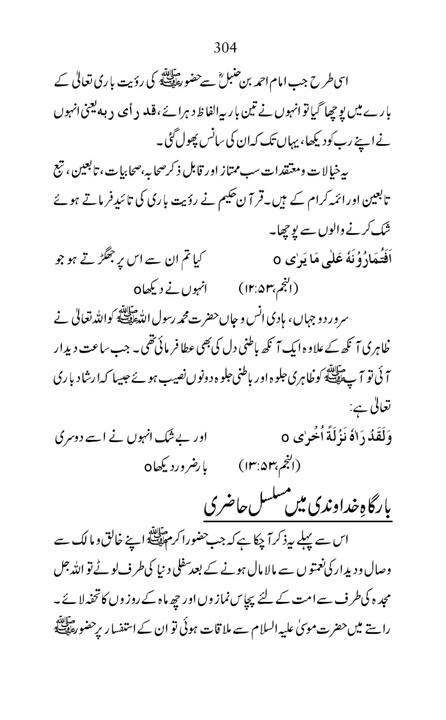 304
اسی طرح جب امام احمد بن حنبلؒ سے حضور ﷺ کی رؤیت باری تعالیٰ کے
بارے میں پوچھا گیا تو انہوں نے تین بار یہ الفاظ دہرائے، قد رأی ربه یعنی انہوں
نے اپنے رب کو دیکھا، یہاں تک کہ ان کی سانس پھول گئی۔
یہ خیالات و معتقدات سب ممتاز اور قابل ذکر صحابہ، صحابیات، تابعین، تبع
تابعین اور ائمہ کرام کے ہیں۔ قرآن حکیم نے رؤیت باری کی تائید فرماتے ہوئے
شک کرنے والوں سے پوچھا۔
اَفَتُمَارُوْنَهٗ عَلٰی مَا یَرٰی o کیا تم ان سے اس پر جھگڑتے ہو جو
(النجم،۵۳:۱۲) انہوں نے دیکھاo
سرور دو جہاں، ہادی انس و جاں حضرت محمد رسول اللہ ﷺ کو اللہ تعالیٰ نے
ظاہری آنکھ کے علاوہ ایک آنکھ باطنی دل کی بھی عطا فرمائی تھی۔ جب ساعت دیدار
آئی تو آپ ﷺ کو ظاہری جلوہ اور باطنی جلوہ دونوں نصیب ہوئے جیسا کہ ارشاد باری
تعالیٰ ہے:
وَلَقَدْ رَاٰهُ نَزْلَةً اُخْرٰی o اور بے شک انہوں نے اسے دوسری
(النجم،۵۳:۱۳) بار ضرور دیکھاo
بارگاہِ خداوندی میں مسلسل حاضری
اس سے پہلے یہ ذکر آ چکا ہے کہ جب حضور اکرم ﷺ اپنے خالق و مالک سے
وصال و دیدار کی نعمتوں سے مالا مال ہونے کے بعد سفلی دنیا کی طرف لوٹے تو اللہ جل
مجدہ کی طرف سے امت کے لئے پچاس نمازوں اور چھ ماہ کے روزوں کا تحفہ لائے۔
راستے میں حضرت موسیٰ علیہ السلام سے ملاقات ہوئی تو ان کے استفسار پر حضور ﷺ